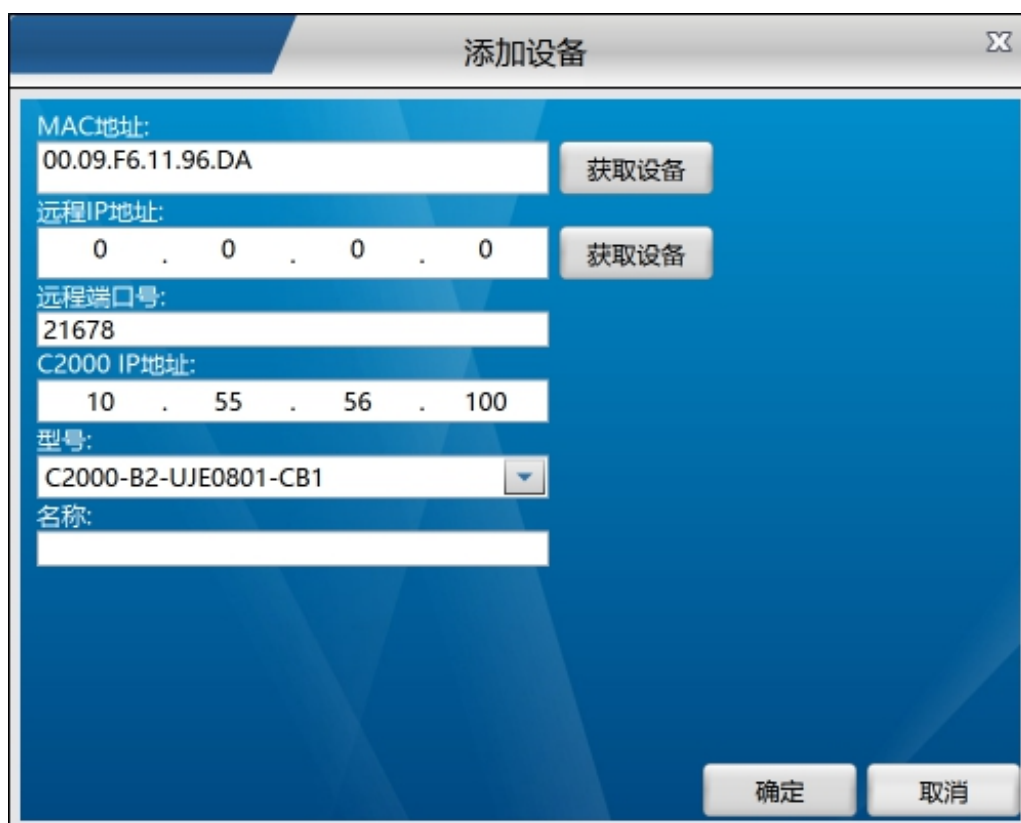 添加设备
MAC地址:
00.09.F6.11.96.DA
获取设备
远程IP地址:
0 . 0 . 0 . 0
获取设备
远程端口号:
21678
C2000 IP地址:
10 . 55 . 56 . 100
型号:
C2000-B2-UJE0801-CB1
名称:
确定 取消